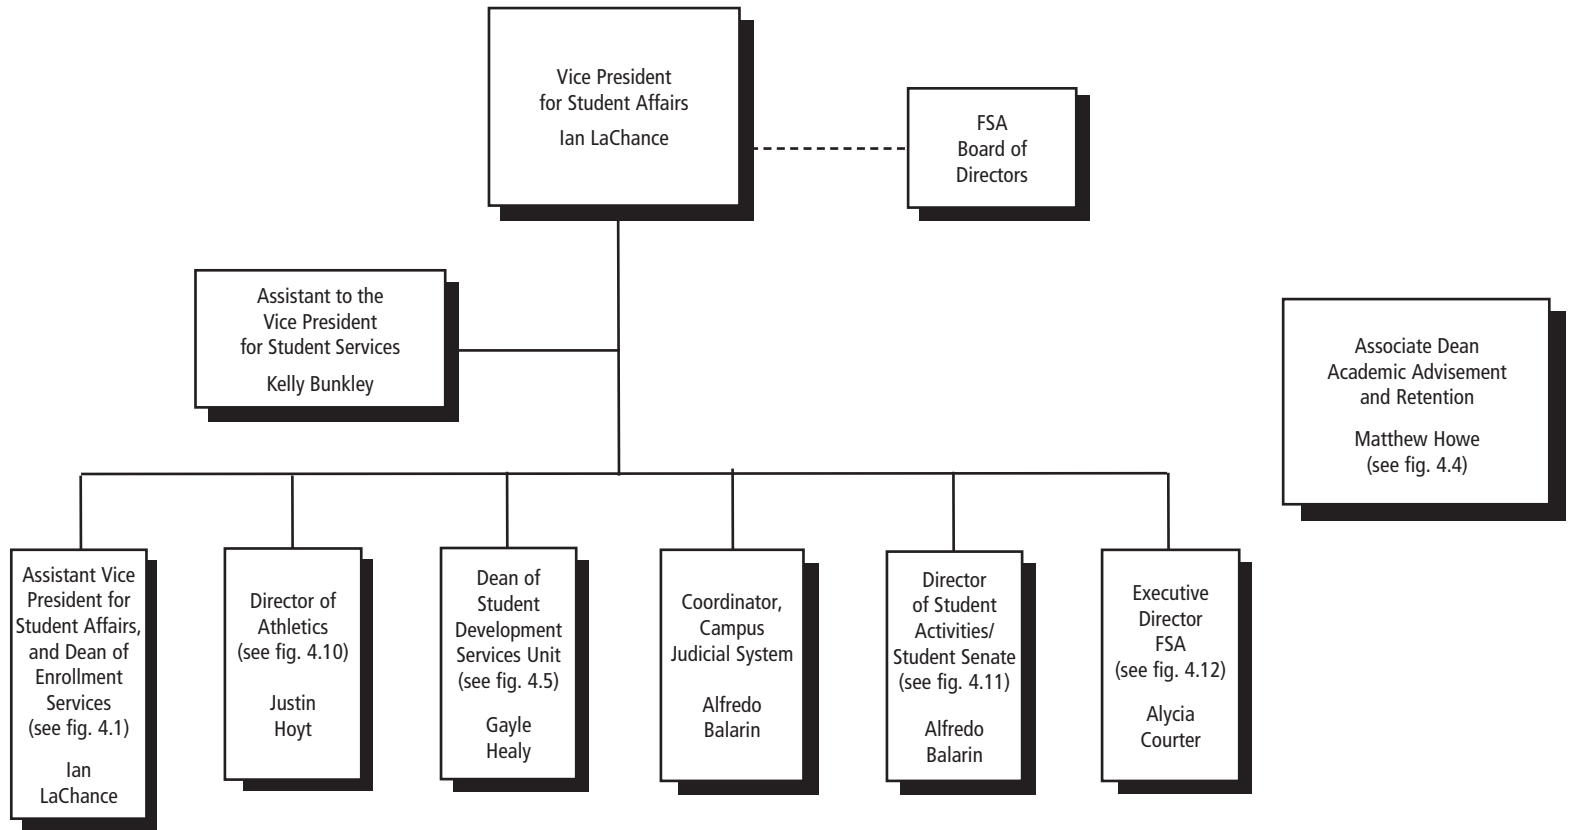 Vice President
for Student Affairs
Ian LaChance
FSA
Board of
Directors
Assistant to the
Vice President
for Student Services
Kelly Bunkley
Associate Dean
Academic Advisement
and Retention
Matthew Howe
(see fig. 4.4)
Assistant Vice
President for
Student Affairs,
and Dean of
Enrollment
Services
(see fig. 4.1)
Ian
LaChance
Director of
Athletics
(see fig. 4.10)
Justin
Hoyt
Dean of
Student
Development
Services Unit
(see fig. 4.5)
Gayle
Healy
Coordinator,
Campus
Judicial System
Alfredo
Balarin
Director
of Student
Activities/
Student Senate
(see fig. 4.11)
Alfredo
Balarin
Executive
Director
FSA
(see fig. 4.12)
Alycia
Courter